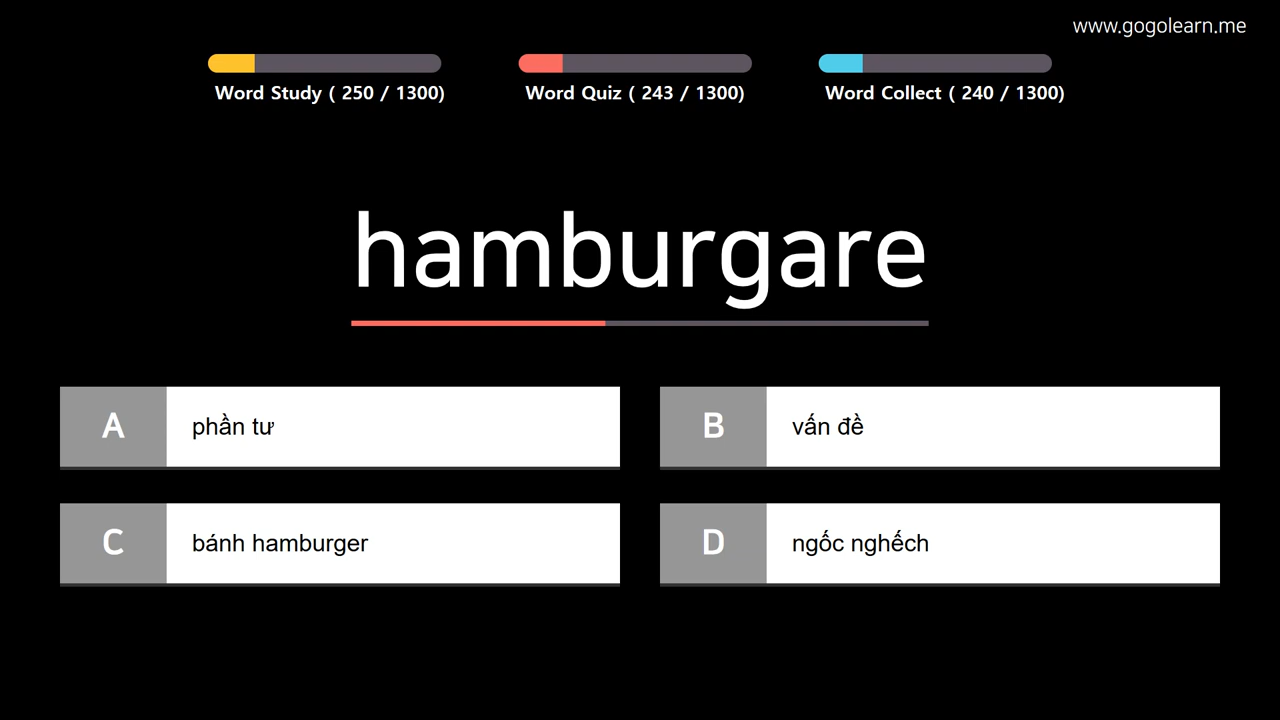 www.gogolearn.me
Word Study ( 250 / 1300)
Word Quiz ( 243 / 1300)
Word Collect ( 240 / 1300)
hamburgare
A
phần tư
B
vấn đề
C
bánh hamburger
D
ngốc nghếch